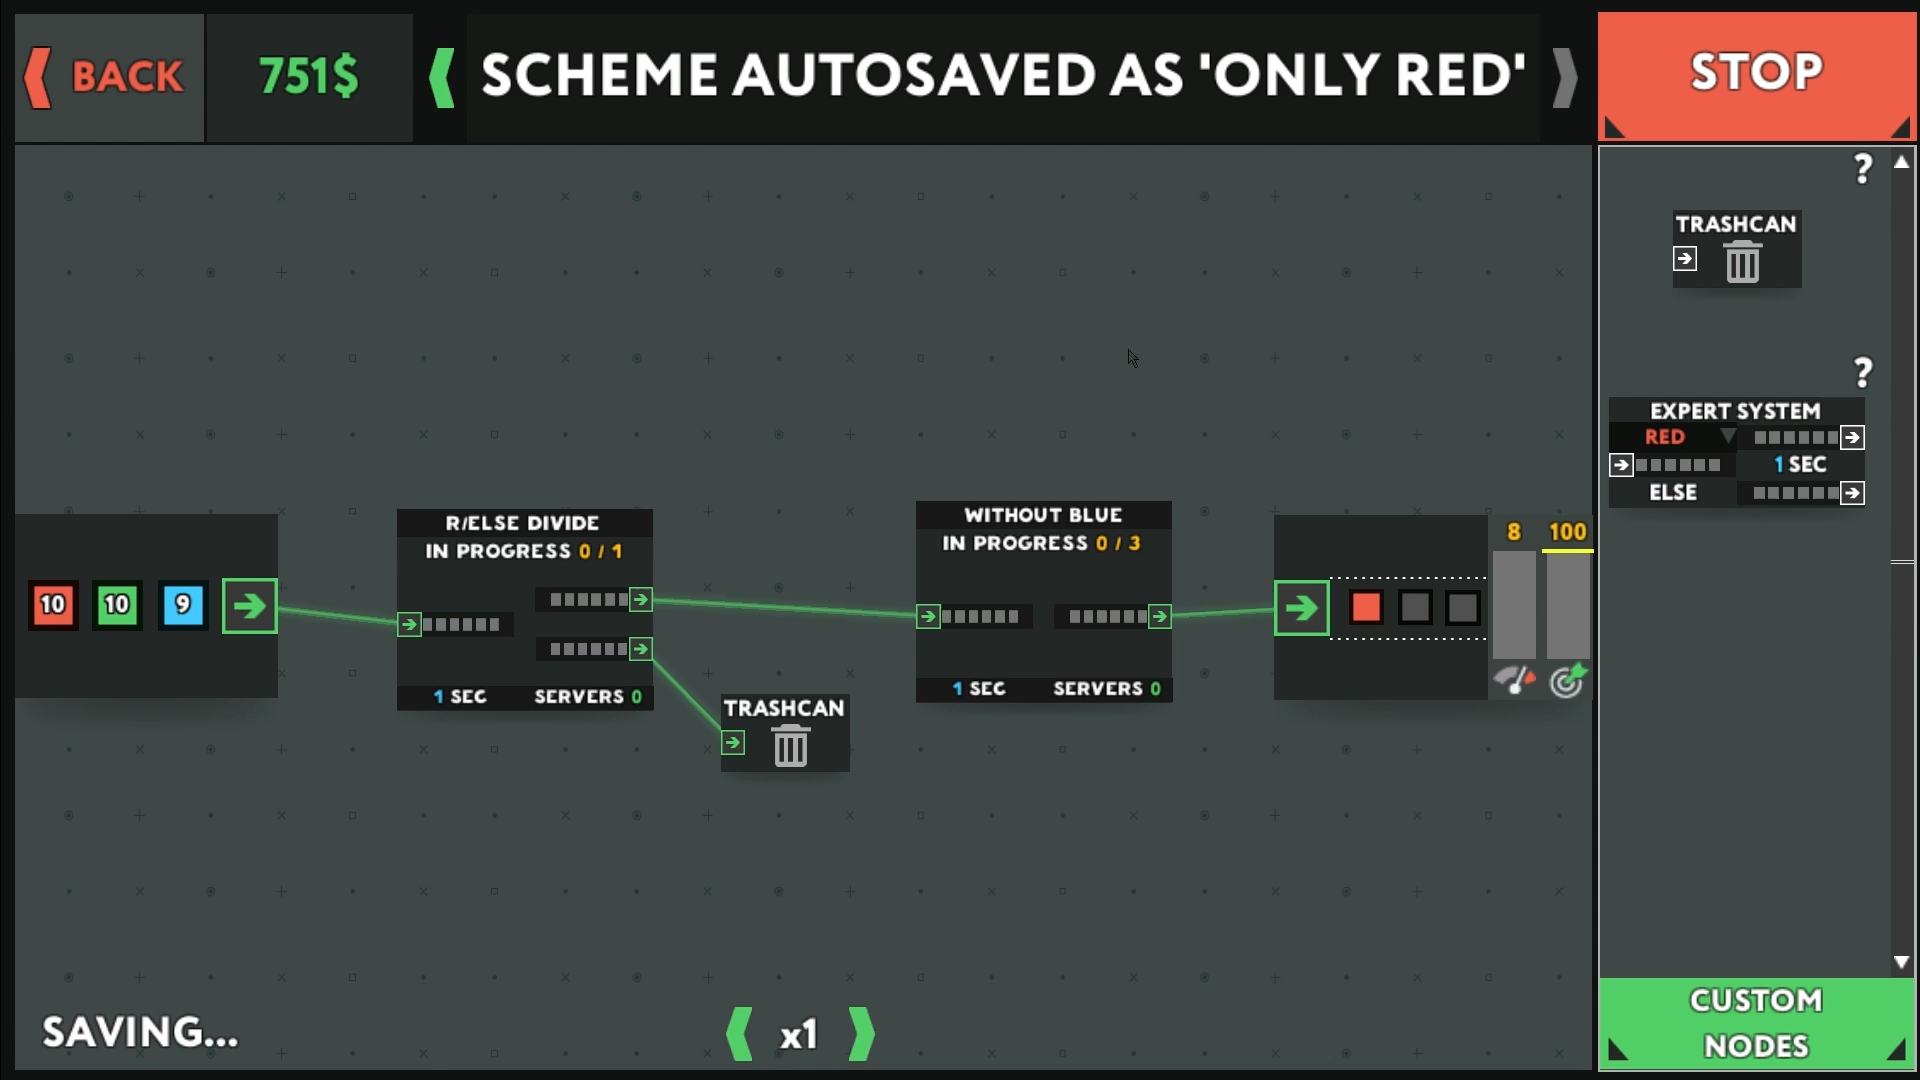 BACK
751$
SCHEME AUTOSAVED AS 'ONLY RED'
STOP
?
TRASHCAN
?
EXPERT SYSTEM
RED
1 SEC
ELSE
10 10 9
R/ELSE DIVIDE
IN PROGRESS 0 / 1
1 SEC SERVERS 0
TRASHCAN
WITHOUT BLUE
IN PROGRESS 0 / 3
1 SEC SERVERS 0
8 100
SAVING...
x1
CUSTOM
NODES